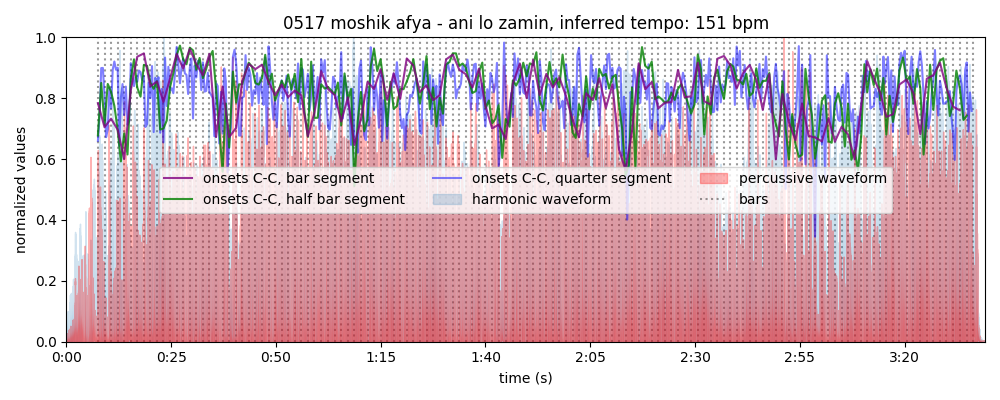 0517 moshik afya - ani lo zamin, inferred tempo: 151 bpm
1.0
0.8
0.6
0.4
0.2
0.0
normalized values
onsets C-C, bar segment
onsets C-C, half bar segment
onsets C-C, quarter segment
harmonic waveform
percussive waveform
bars
0:00 0:25 0:50 1:15 1:40 2:05 2:30 2:55 3:20
time (s)